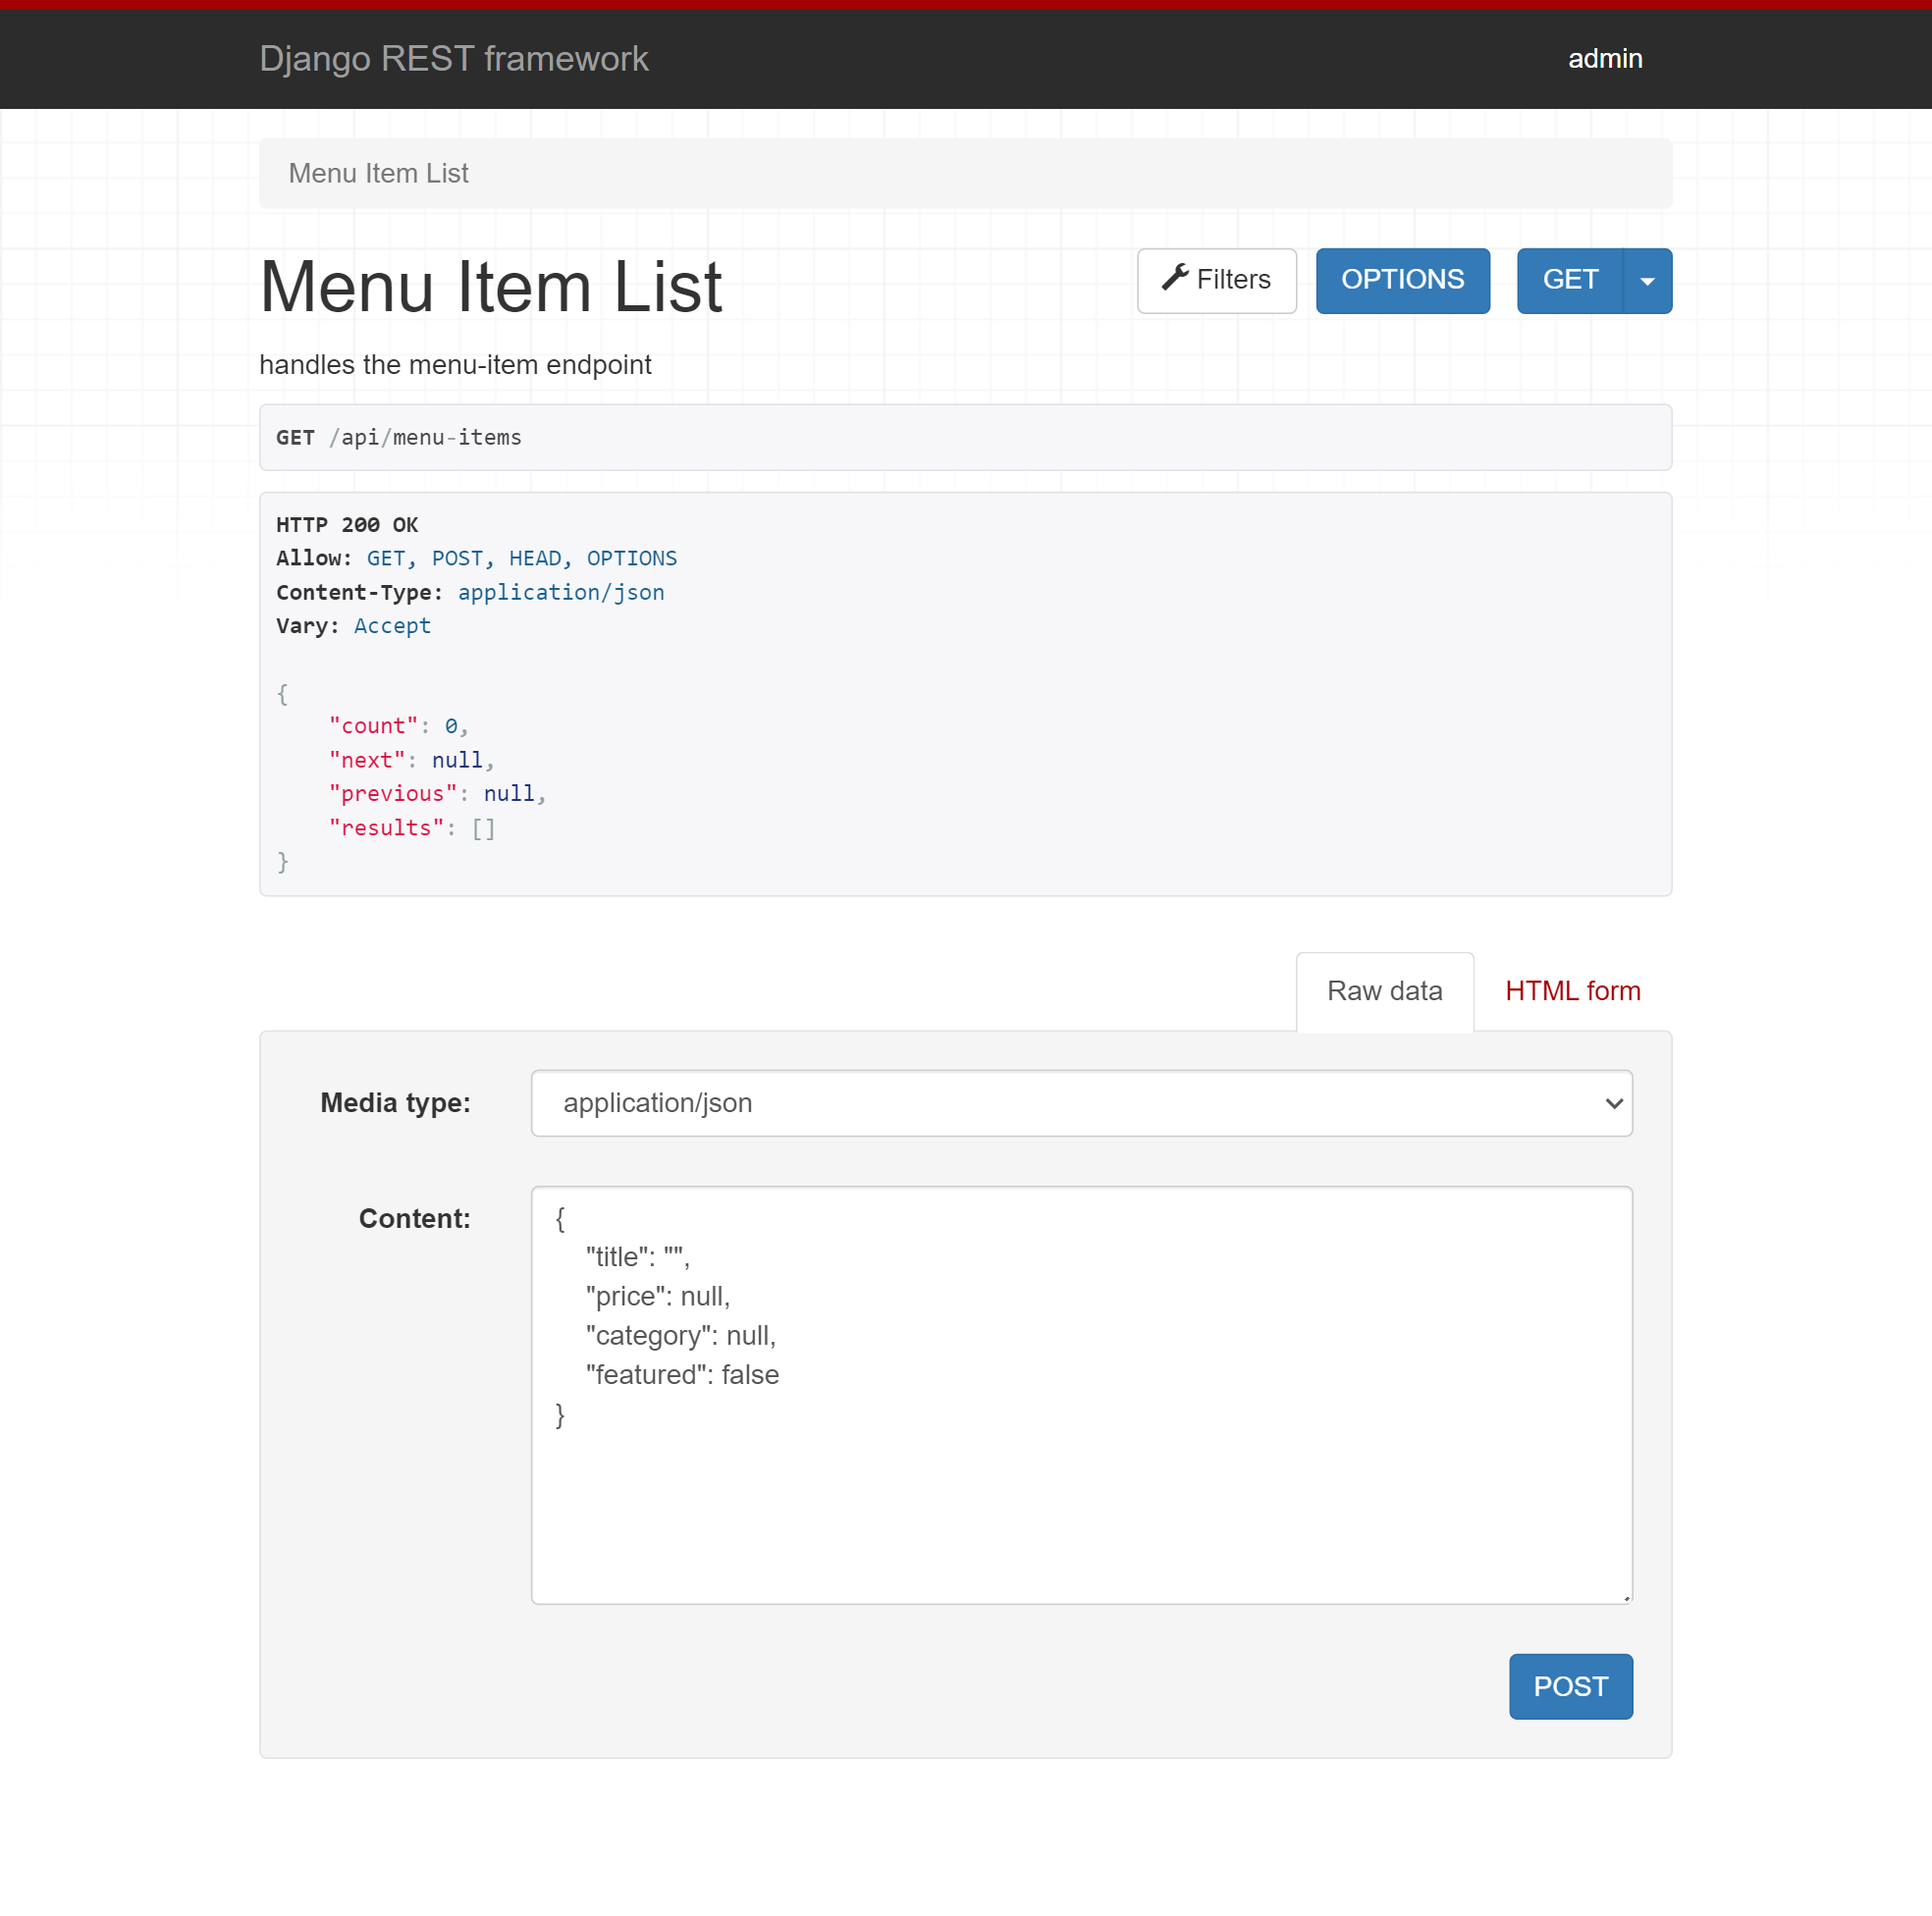 Django REST framework
admin
Menu Item List
Menu Item List
Filters
OPTIONS
GET
handles the menu-item endpoint
GET /api/menu-items
HTTP 200 OK
Allow: GET, POST, HEAD, OPTIONS
Content-Type: application/json
Vary: Accept
{
    "count": 0,
    "next": null,
    "previous": null,
    "results": []
}
Raw data
HTML form
Media type:
application/json
Content:
{
    "title": "",
    "price": null,
    "category": null,
    "featured": false
}
POST